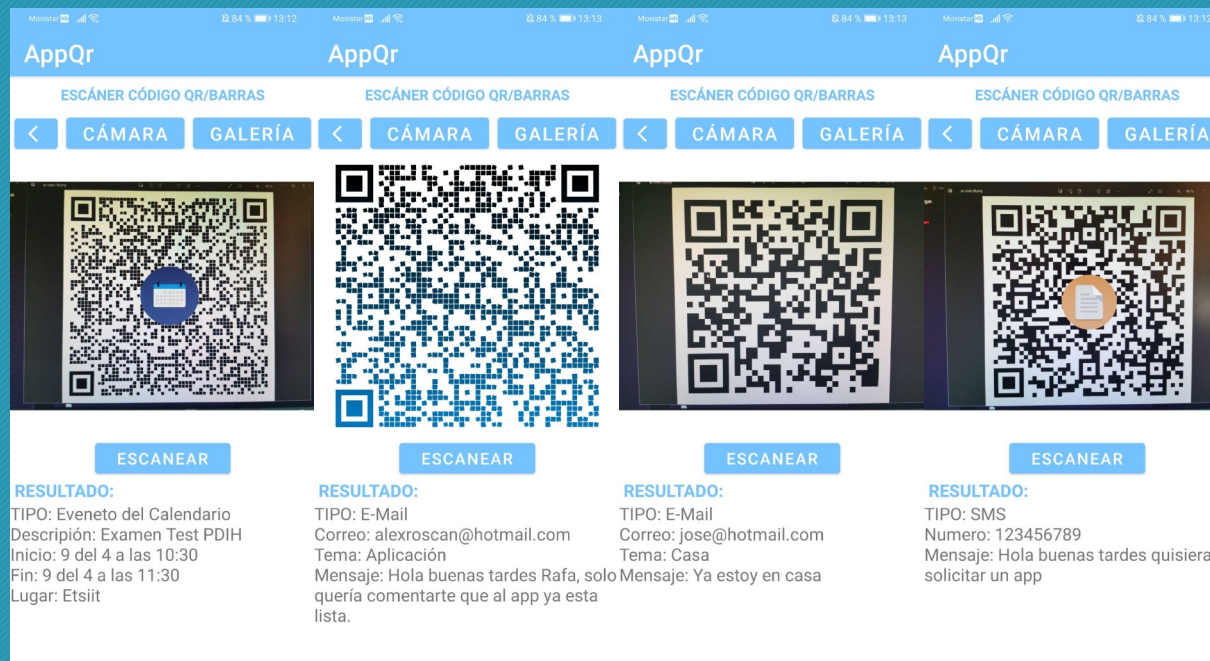 Movistar HD 84 % 13:12
AppQr
ESCÁNER CÓDIGO QR/BARRAS
< CÁMARA GALERÍA
ESCANEAR
RESULTADO:
TIPO: Eveneto del Calendario
Descripión: Examen Test PDIH
Inicio: 9 del 4 a las 10:30
Fin: 9 del 4 a las 11:30
Lugar: Etsiit
Movistar HD 84 % 13:13
AppQr
ESCÁNER CÓDIGO QR/BARRAS
< CÁMARA GALERÍA
ESCANEAR
RESULTADO:
TIPO: E-Mail
Correo: alexroscan@hotmail.com
Tema: Aplicación
Mensaje: Hola buenas tardes Rafa, solo
quería comentarte que al app ya esta
lista.
Movistar HD 84 % 13:13
AppQr
ESCÁNER CÓDIGO QR/BARRAS
< CÁMARA GALERÍA
ESCANEAR
RESULTADO:
TIPO: E-Mail
Correo: jose@hotmail.com
Tema: Casa
Mensaje: Ya estoy en casa
Movistar HD 84 % 13:12
AppQr
ESCÁNER CÓDIGO QR/BARRAS
< CÁMARA GALERÍA
ESCANEAR
RESULTADO:
TIPO: SMS
Numero: 123456789
Mensaje: Hola buenas tardes quisiera
solicitar un app